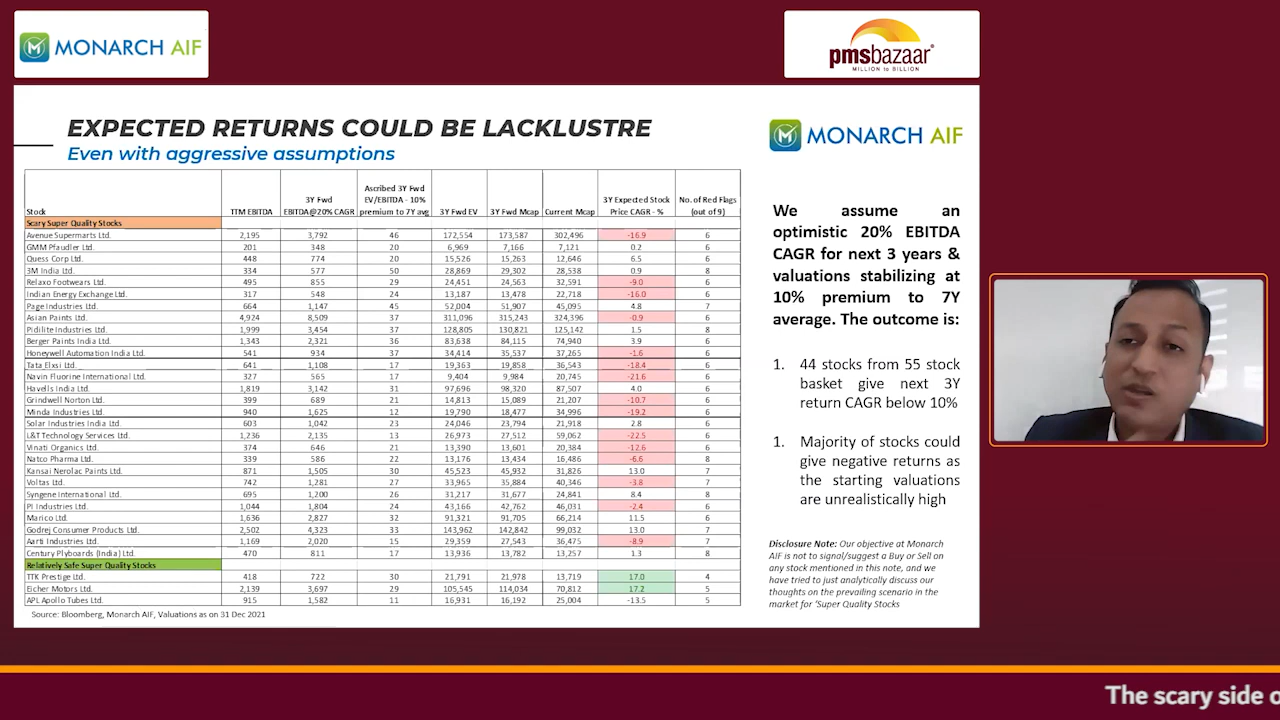 MONARCH AIF
pmsbazaar
MILLION to BILLION
EXPECTED RETURNS COULD BE LACKLUSTRE
Even with aggressive assumptions
MONARCH AIF
Stock TTM EBITDA 3Y Fwd EBITDA@20% CAGR Ascribed 3Y Fwd EV/EBITDA - 10% premium to 7Y avg 3Y Fwd EV 3Y Fwd Mcap Current Mcap 3Y Expected Stock Price CAGR - % No. of Red Flags (out of 9)
Scary Super Quality Stocks
Avenue Supermarts Ltd. 2,195 3,792 46 172,554 173,587 302,496 -16.9 6
GMM Pfaudler Ltd. 201 348 20 6,969 7,166 7,121 0.2 6
Quess Corp Ltd. 448 774 20 15,526 15,263 12,646 6.5 6
3M India Ltd. 334 577 50 28,869 29,302 28,538 0.9 8
Relaxo Footwears Ltd. 495 855 29 24,451 24,563 32,591 -9.0 6
Indian Energy Exchange Ltd. 317 548 24 13,187 13,478 22,718 -16.0 6
Page Industries Ltd. 664 1,147 45 52,004 51,907 45,095 4.8 7
Asian Paints Ltd. 4,924 8,509 37 311,096 315,243 324,396 -0.9 6
Pidilite Industries Ltd. 1,999 3,454 37 128,805 130,821 125,142 1.5 8
Berger Paints India Ltd. 1,343 2,321 36 83,638 84,115 74,940 3.9 6
Honeywell Automation India Ltd. 541 934 37 34,414 35,537 37,265 -1.6 6
Tata Elxsi Ltd. 641 1,108 17 19,363 19,858 36,543 -18.4 6
Navin Fluorine International Ltd. 327 565 17 9,404 9,984 20,745 -21.6 6
Havells India Ltd. 1,819 3,142 31 97,696 98,320 87,507 4.0 6
Grindwell Norton Ltd. 399 689 21 14,813 15,089 21,207 -10.7 6
Minda Industries Ltd. 940 1,625 12 19,790 18,477 34,996 -19.2 6
Solar Industries India Ltd. 603 1,042 23 24,046 23,794 21,918 2.8 6
L&T Technology Services Ltd. 1,236 2,135 13 26,973 27,512 59,062 -22.5 6
Vinati Organics Ltd. 374 646 21 13,390 13,601 20,384 -12.6 6
Natco Pharma Ltd. 339 586 22 13,176 13,434 16,486 -6.6 8
Kansai Nerolac Paints Ltd. 871 1,505 30 45,523 45,932 31,826 13.0 7
Voltas Ltd. 742 1,281 27 33,965 35,884 40,346 -3.8 7
Syngene International Ltd. 695 1,200 26 31,217 31,677 24,841 8.4 8
PI Industries Ltd. 1,044 1,804 24 43,166 42,762 46,031 -2.4 6
Marico Ltd. 1,636 2,827 32 91,321 91,705 66,214 11.5 6
Godrej Consumer Products Ltd. 2,502 4,323 33 143,962 142,842 99,032 13.0 7
Aarti Industries Ltd. 1,169 2,020 15 29,359 27,543 36,475 -8.9 7
Century Plyboards (India) Ltd. 470 811 17 13,936 13,782 13,257 1.3 8
Relatively Safe Super Quality Stocks
TTK Prestige Ltd. 418 722 30 21,791 21,978 13,719 17.0 4
Eicher Motors Ltd. 2,139 3,697 29 105,545 114,034 70,812 17.2 5
APL Apollo Tubes Ltd. 915 1,582 11 16,931 16,192 25,004 -13.5 5
Source: Bloomberg, Monarch AIF, Valuations as on 31 Dec 2021
We assume an
optimistic 20% EBITDA
CAGR for next 3 years &
valuations stabilizing at
10% premium to 7Y
average. The outcome is:
1. 44 stocks from 55 stock
basket give next 3Y
return CAGR below 10%
1. Majority of stocks could
give negative returns as
the starting valuations
are unrealistically high
Disclosure Note: Our objective at Monarch
AIF is not to signal/suggest a Buy or Sell on
any stock mentioned in this note, and we
have tried to just analytically discuss our
thoughts on the prevailing scenario in the
market for 'Super Quality Stocks
The scary side o